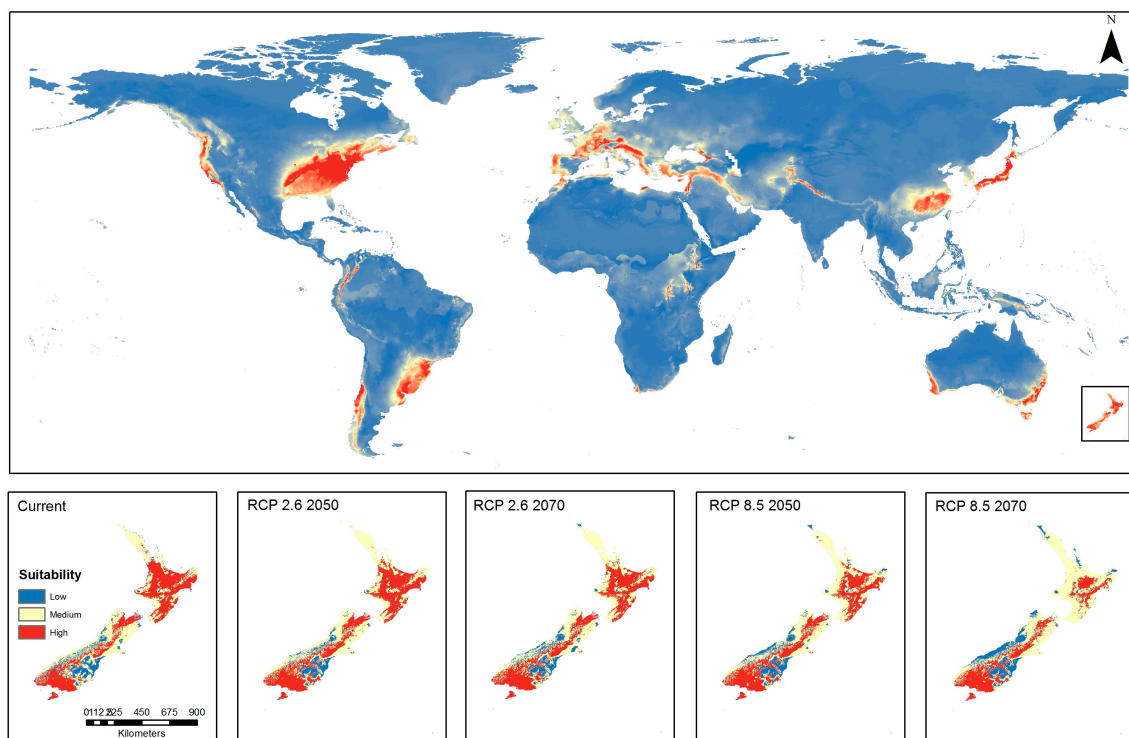 N
Current
RCP 2.6 2050
RCP 2.6 2070
RCP 8.5 2050
RCP 8.5 2070
Suitability
Low
Medium
High
450 675 900
Kilometers